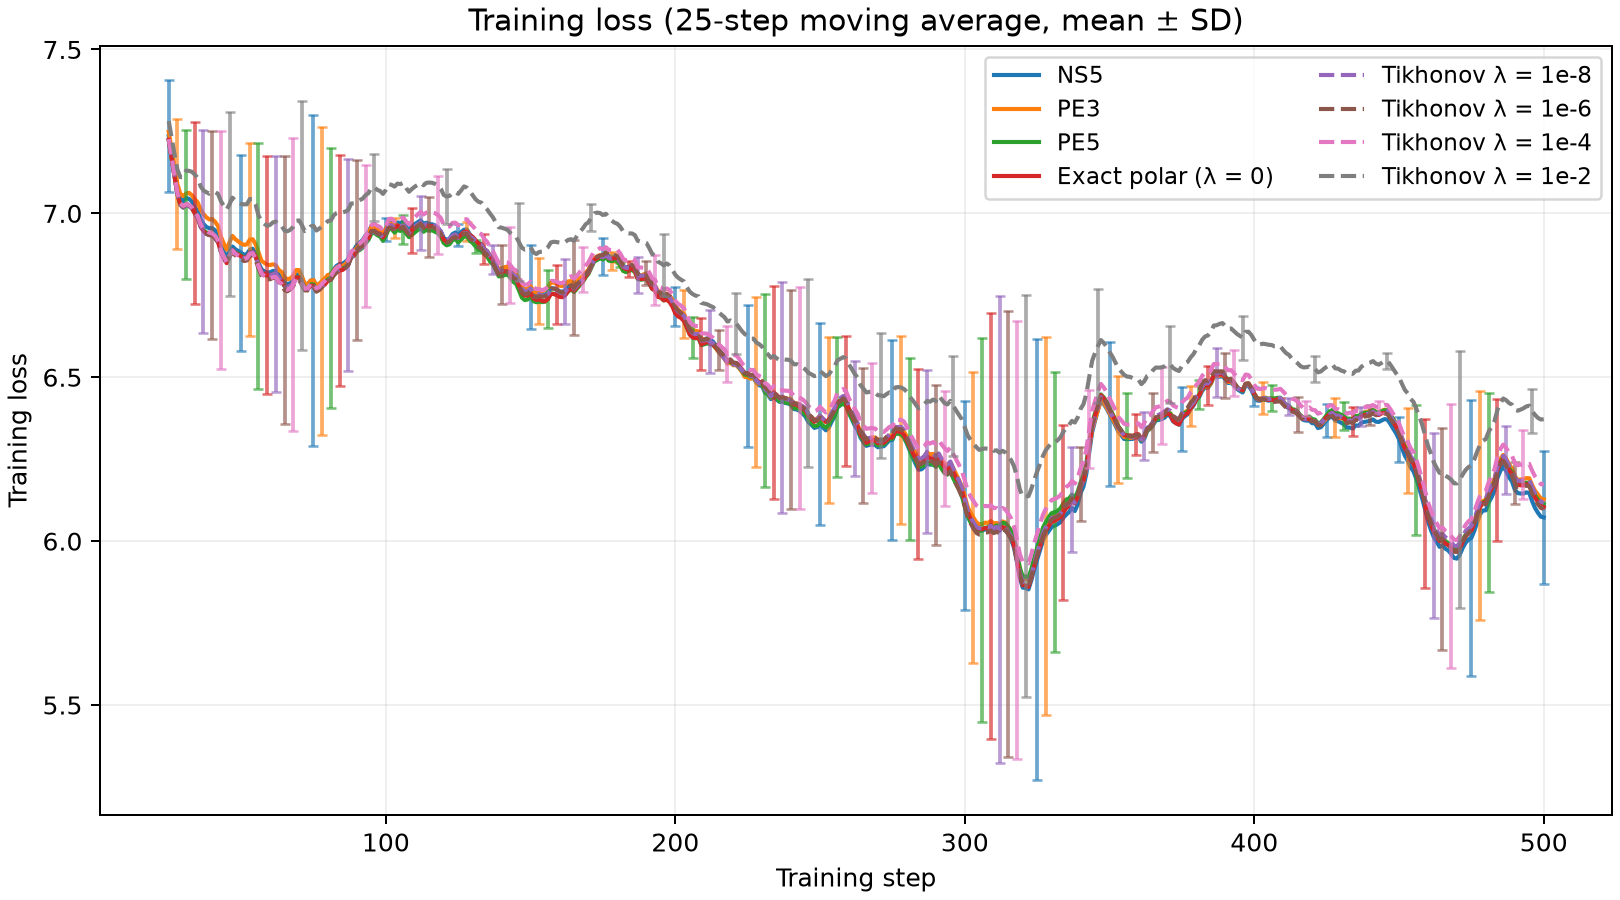 Training loss (25-step moving average, mean ± SD)
7.5
7.0
6.5
6.0
5.5
Training loss
NS5
PE3
PE5
Exact polar (λ = 0)
Tikhonov λ = 1e-8
Tikhonov λ = 1e-6
Tikhonov λ = 1e-4
Tikhonov λ = 1e-2
100
200
300
400
500
Training step